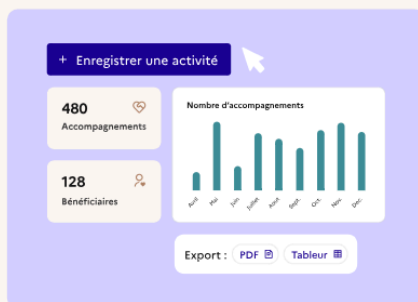 + Enregistrer une activité
480
Accompagnements
128
Bénéficiaires
Nombre d'accompagnements
Avril Mai Juin Juillet Aout Sept. Oct. Nov. Dec.
Export : PDF Tableur